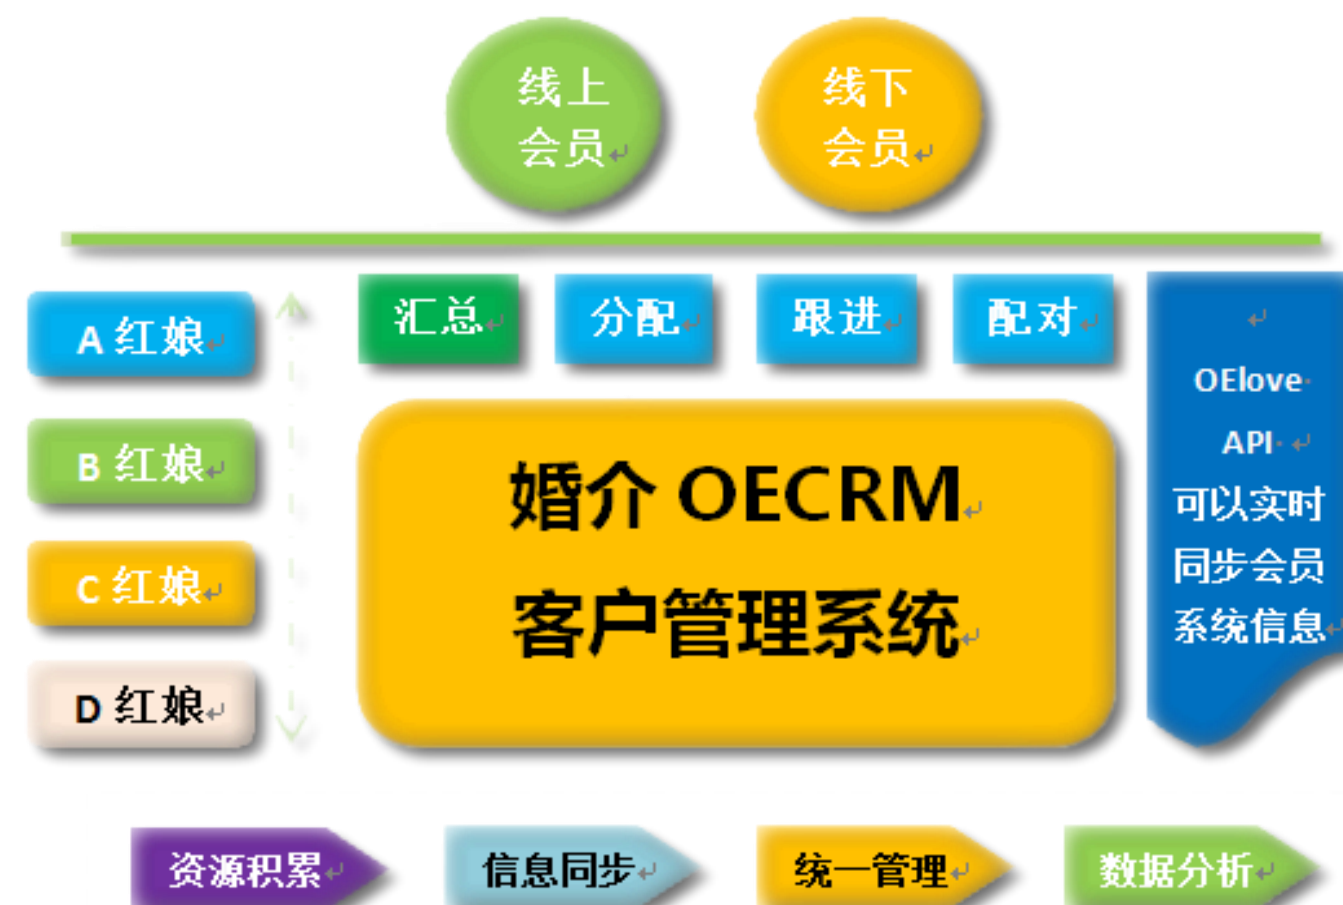 线上
会员
线下
会员
汇总
分配
跟进
配对
A 红娘
B 红娘
C 红娘
D 红娘
婚介 OECRM
客户管理系统
OElove
API
可以实时
同步会员
系统信息
资源积累
信息同步
统一管理
数据分析